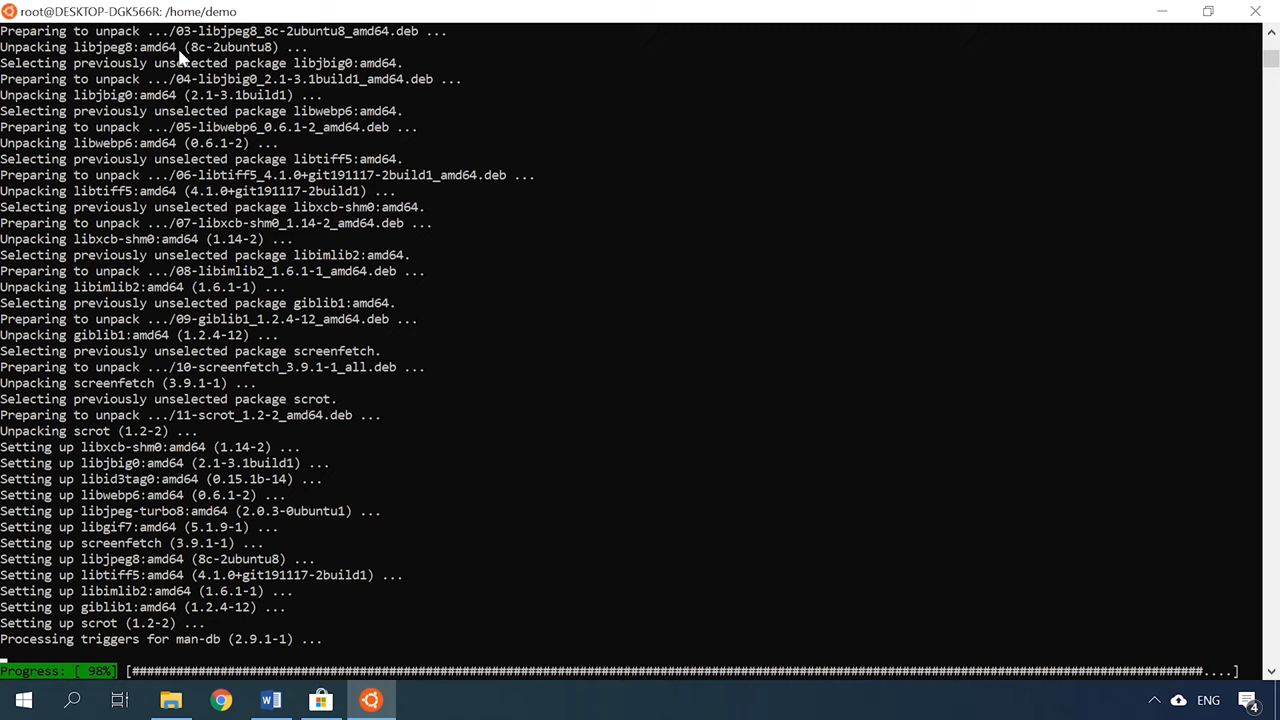 root@DESKTOP-DGK566R: /home/demo
Preparing to unpack .../03-libjpeg8_8c-2ubuntu8_amd64.deb ...
Unpacking libjpeg8:amd64 (8c-2ubuntu8) ...
Selecting previously unselected package libjbig0:amd64.
Preparing to unpack .../04-libjbig0_2.1-3.1build1_amd64.deb ...
Unpacking libjbig0:amd64 (2.1-3.1build1) ...
Selecting previously unselected package libwebp6:amd64.
Preparing to unpack .../05-libwebp6_0.6.1-2_amd64.deb ...
Unpacking libwebp6:amd64 (0.6.1-2) ...
Selecting previously unselected package libtiff5:amd64.
Preparing to unpack .../06-libtiff5_4.1.0+git191117-2build1_amd64.deb ...
Unpacking libtiff5:amd64 (4.1.0+git191117-2build1) ...
Selecting previously unselected package libxcb-shm0:amd64.
Preparing to unpack .../07-libxcb-shm0_1.14-2_amd64.deb ...
Unpacking libxcb-shm0:amd64 (1.14-2) ...
Selecting previously unselected package libimlib2:amd64.
Preparing to unpack .../08-libimlib2_1.6.1-1_amd64.deb ...
Unpacking libimlib2:amd64 (1.6.1-1) ...
Selecting previously unselected package giblib1:amd64.
Preparing to unpack .../09-giblib1_1.2.4-12_amd64.deb ...
Unpacking giblib1:amd64 (1.2.4-12) ...
Selecting previously unselected package screenfetch.
Preparing to unpack .../10-screenfetch_3.9.1-1_all.deb ...
Unpacking screenfetch (3.9.1-1) ...
Selecting previously unselected package scrot.
Preparing to unpack .../11-scrot_1.2-2_amd64.deb ...
Unpacking scrot (1.2-2) ...
Setting up libxcb-shm0:amd64 (1.14-2) ...
Setting up libjbig0:amd64 (2.1-3.1build1) ...
Setting up libid3tag0:amd64 (0.15.1b-14) ...
Setting up libwebp6:amd64 (0.6.1-2) ...
Setting up libjpeg-turbo8:amd64 (2.0.3-0ubuntu1) ...
Setting up libgif7:amd64 (5.1.9-1) ...
Setting up screenfetch (3.9.1-1) ...
Setting up libjpeg8:amd64 (8c-2ubuntu8) ...
Setting up libtiff5:amd64 (4.1.0+git191117-2build1) ...
Setting up libimlib2:amd64 (1.6.1-1) ...
Setting up giblib1:amd64 (1.2.4-12) ...
Setting up scrot (1.2-2) ...
Processing triggers for man-db (2.9.1-1) ...
Progress: [ 98%] [##################################################################################################################################################....]
ENG
4